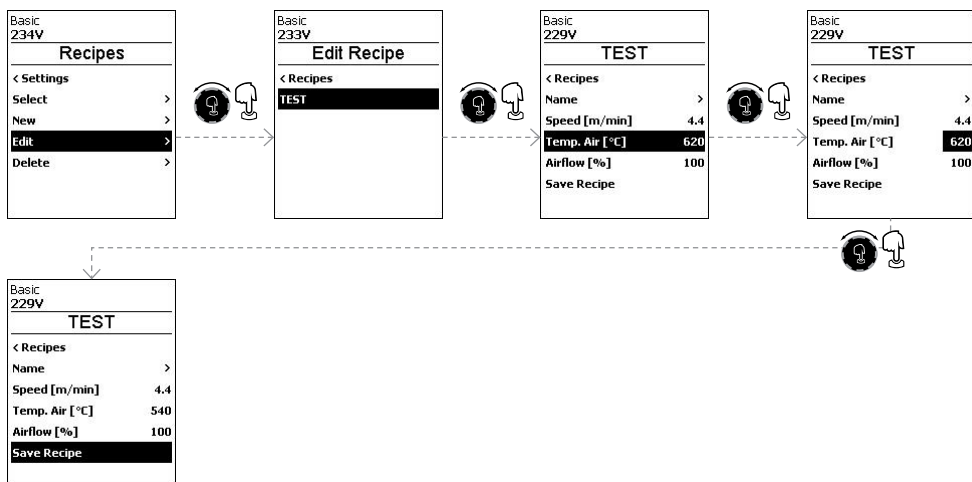 Basic
234V
Recipes
< Settings
Select >
New >
Edit >
Delete >
Basic
233V
Edit Recipe
< Recipes
TEST
Basic
229V
TEST
< Recipes
Name >
Speed [m/min] 4.4
Temp. Air [°C] 620
Airflow [%] 100
Save Recipe
Basic
229V
TEST
< Recipes
Name >
Speed [m/min] 4.4
Temp. Air [°C] 620
Airflow [%] 100
Save Recipe
Basic
229V
TEST
< Recipes
Name >
Speed [m/min] 4.4
Temp. Air [°C] 540
Airflow [%] 100
Save Recipe